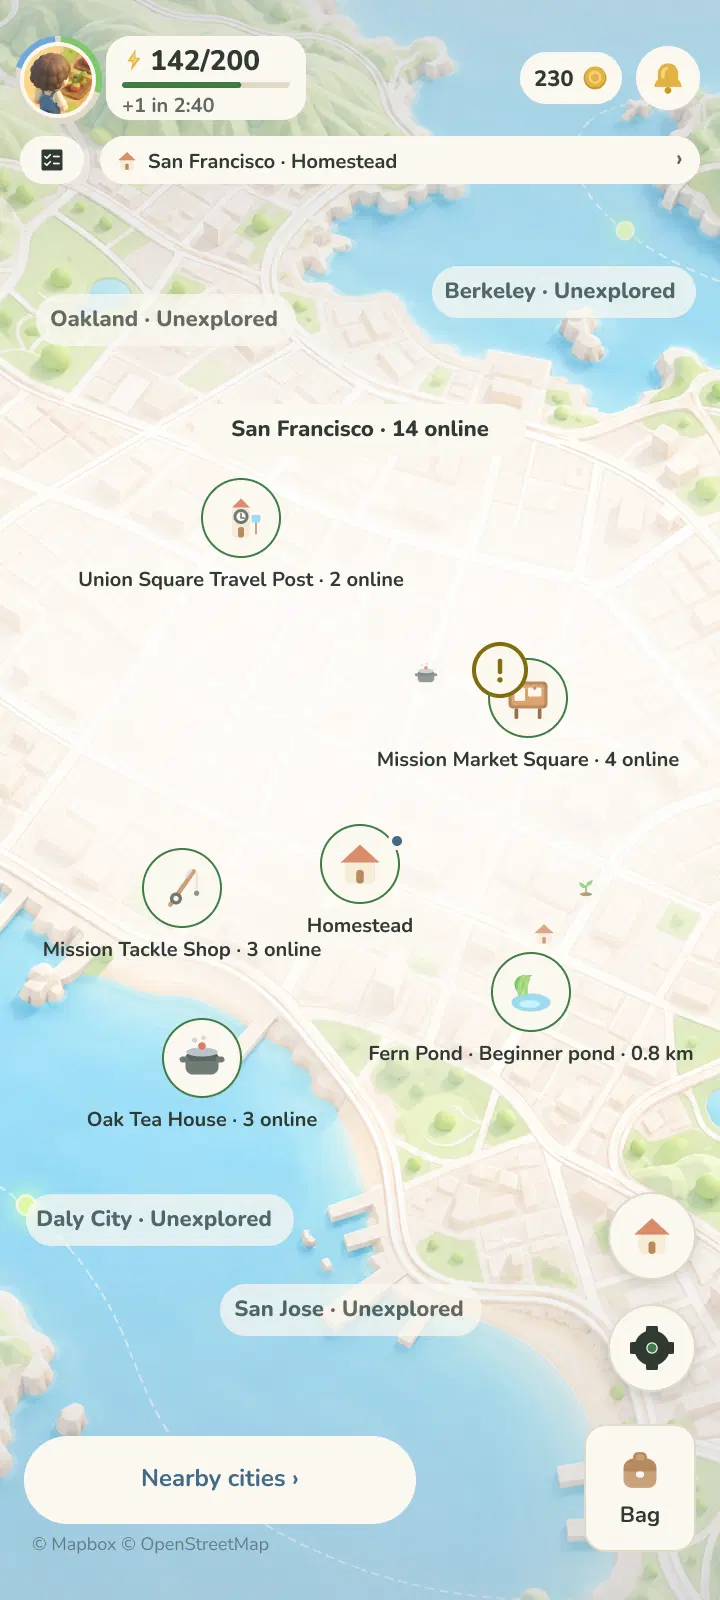 142/200
+1 in 2:40
230
San Francisco · Homestead ›
Berkeley · Unexplored
Oakland · Unexplored
San Francisco · 14 online
Union Square Travel Post · 2 online
!
Mission Market Square · 4 online
Homestead
Mission Tackle Shop · 3 online
Fern Pond · Beginner pond · 0.8 km
Oak Tea House · 3 online
Daly City · Unexplored
San Jose · Unexplored
Nearby cities ›
Bag
© Mapbox © OpenStreetMap